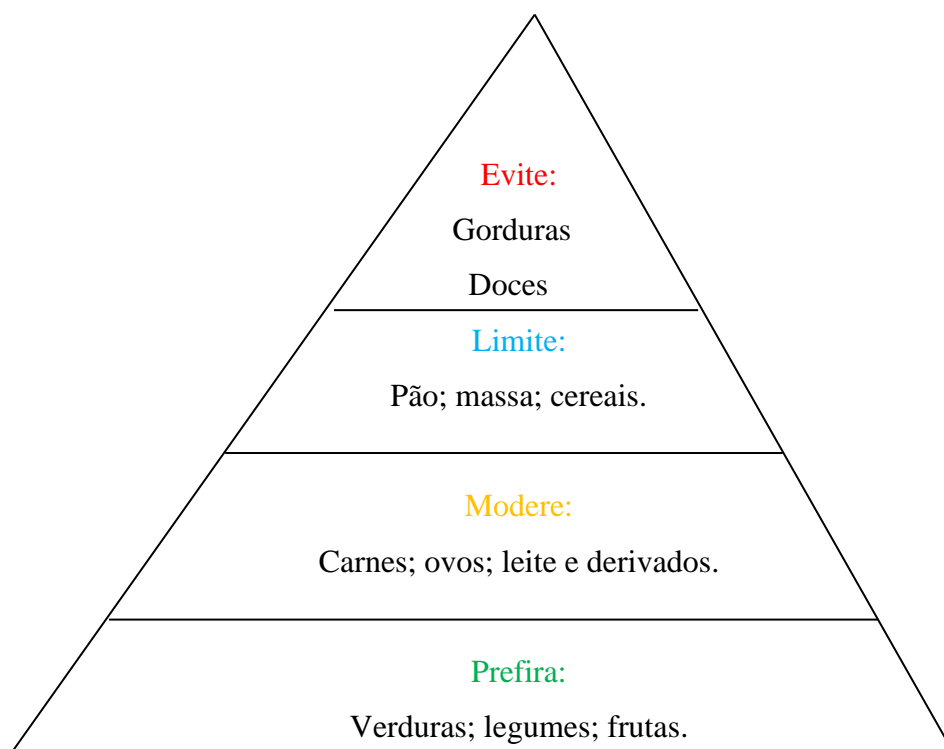 Evite:
Gorduras
Doces
Limite:
Pão; massa; cereais.
Modere:
Carnes; ovos; leite e derivados.
Prefira:
Verduras; legumes; frutas.